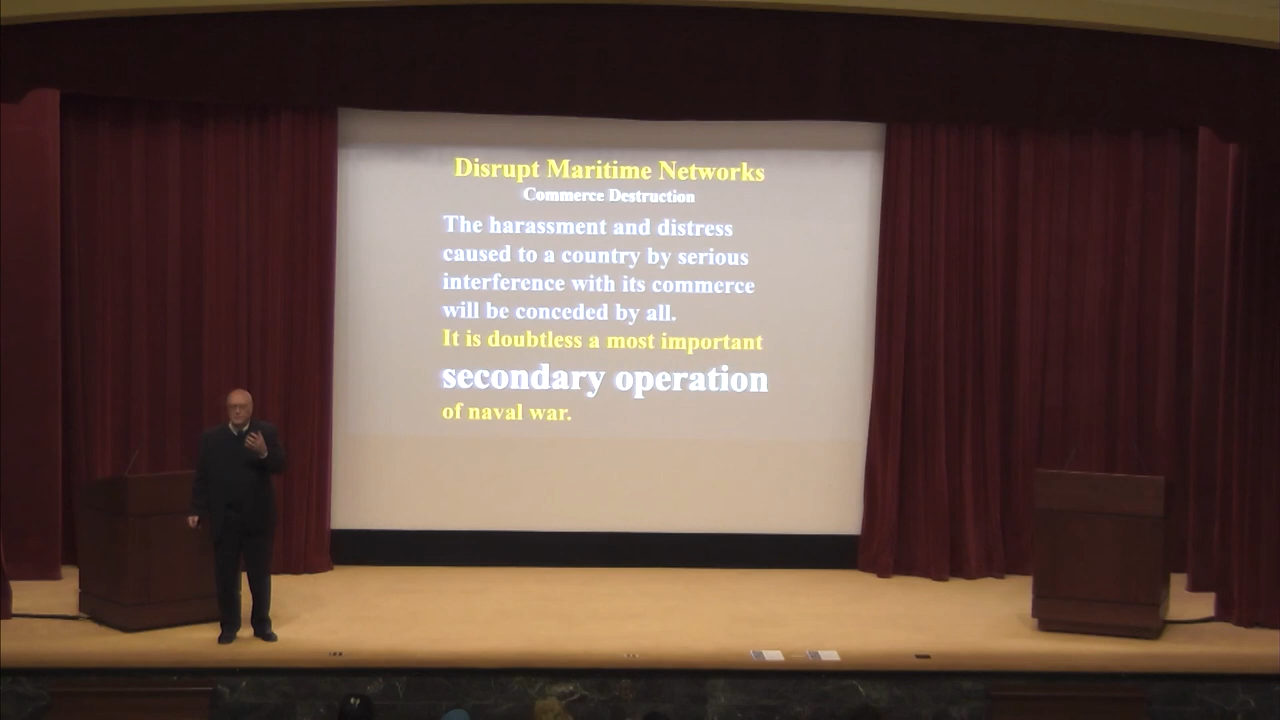 Disrupt Maritime Networks
Commerce Destruction
The harassment and distress
caused to a country by serious
interference with its commerce
will be conceded by all.
It is doubtless a most important
secondary operation
of naval war.